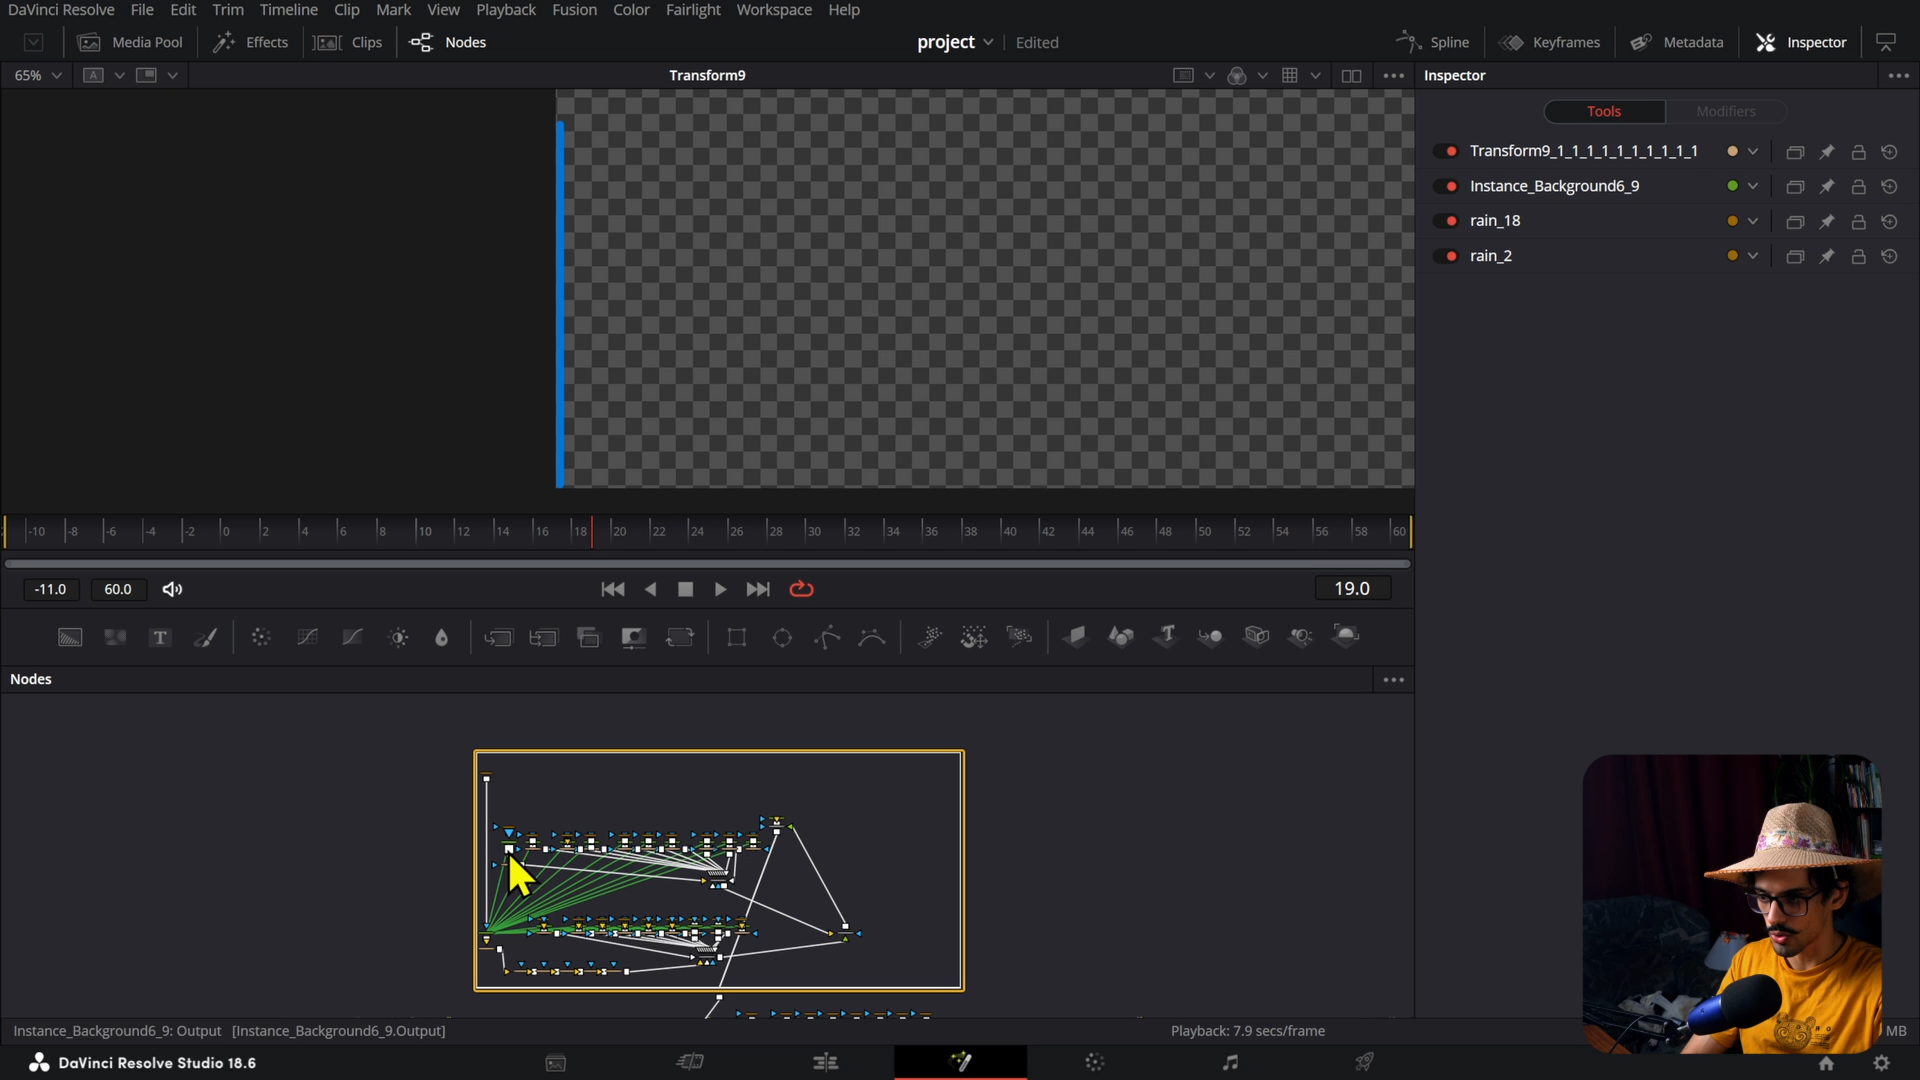 DaVinci Resolve File Edit Trim Timeline Clip Mark View Playback Fusion Color Fairlight Workspace Help
Media Pool Effects Clips Nodes project Edited Spline Keyframes Metadata Inspector
65% A Transform9 Inspector
Tools Modifiers
Transform9_1_1_1_1_1_1_1_1_1_1
Instance_Background6_9
rain_18
rain_2
-10 -8 -6 -4 -2 0 2 4 6 8 10 12 14 16 18 20 22 24 26 28 30 32 34 36 38 40 42 44 46 48 50 52 54 56 58 60
-11.0 60.0 19.0
T T
Nodes
Instance_Background6_9: Output [Instance_Background6_9.Output] Playback: 7.9 secs/frame MB
DaVinci Resolve Studio 18.6